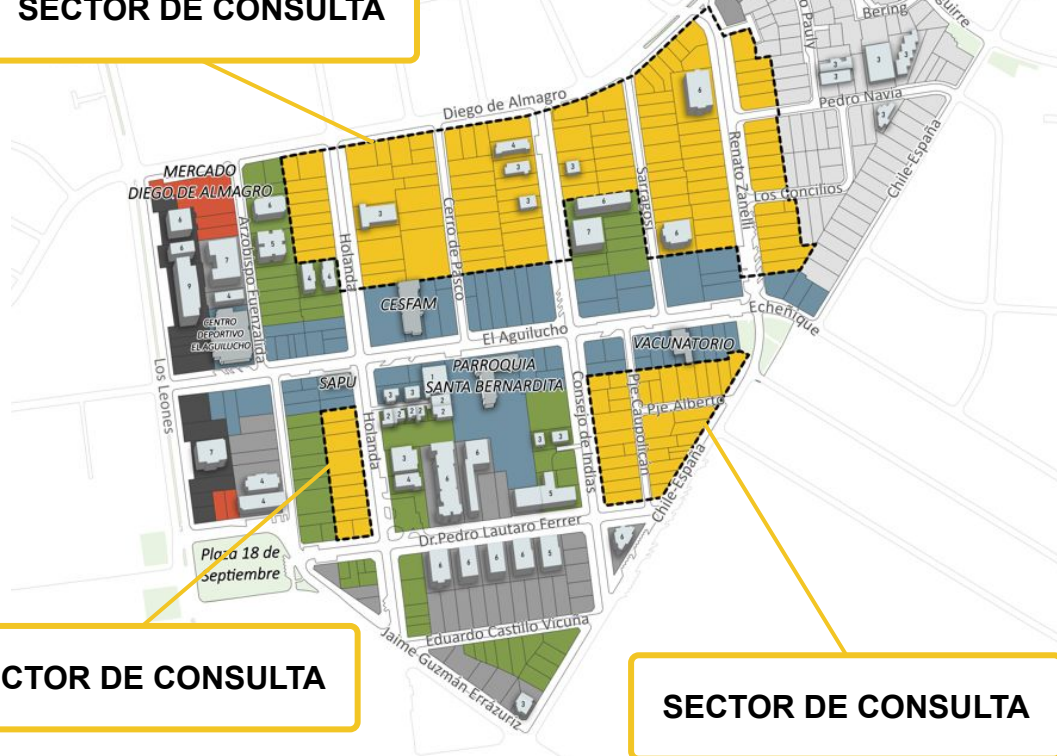 SECTOR DE CONSULTA
Bering
Pauly
Diego de Almagro
Pedro Navia
Chile-España
MERCADO
DIEGO DE ALMAGRO
Renato Zanelli
Los Concilios
Sarragosi
Cerro de Pasco
Holanda
Arzobispo Fuenzalida
CESFAM
Echeñique
CENTRO
DEPORTIVO
EL AGUILUCHO
El Aguilucho
VACUNATORIO
PARROQUIA
SANTA BERNARDITA
SAPU
Los Leones
Holanda
Consejo de Indias
Pje.Caupolican
Pje.Alberto
Chile-España
Dr.Pedro Lautaro Ferrer
Plaza 18 de
Septiembre
Eduardo Castillo Vicuña
Jaime Guzmán Errázuriz
CTOR DE CONSULTA
SECTOR DE CONSULTA